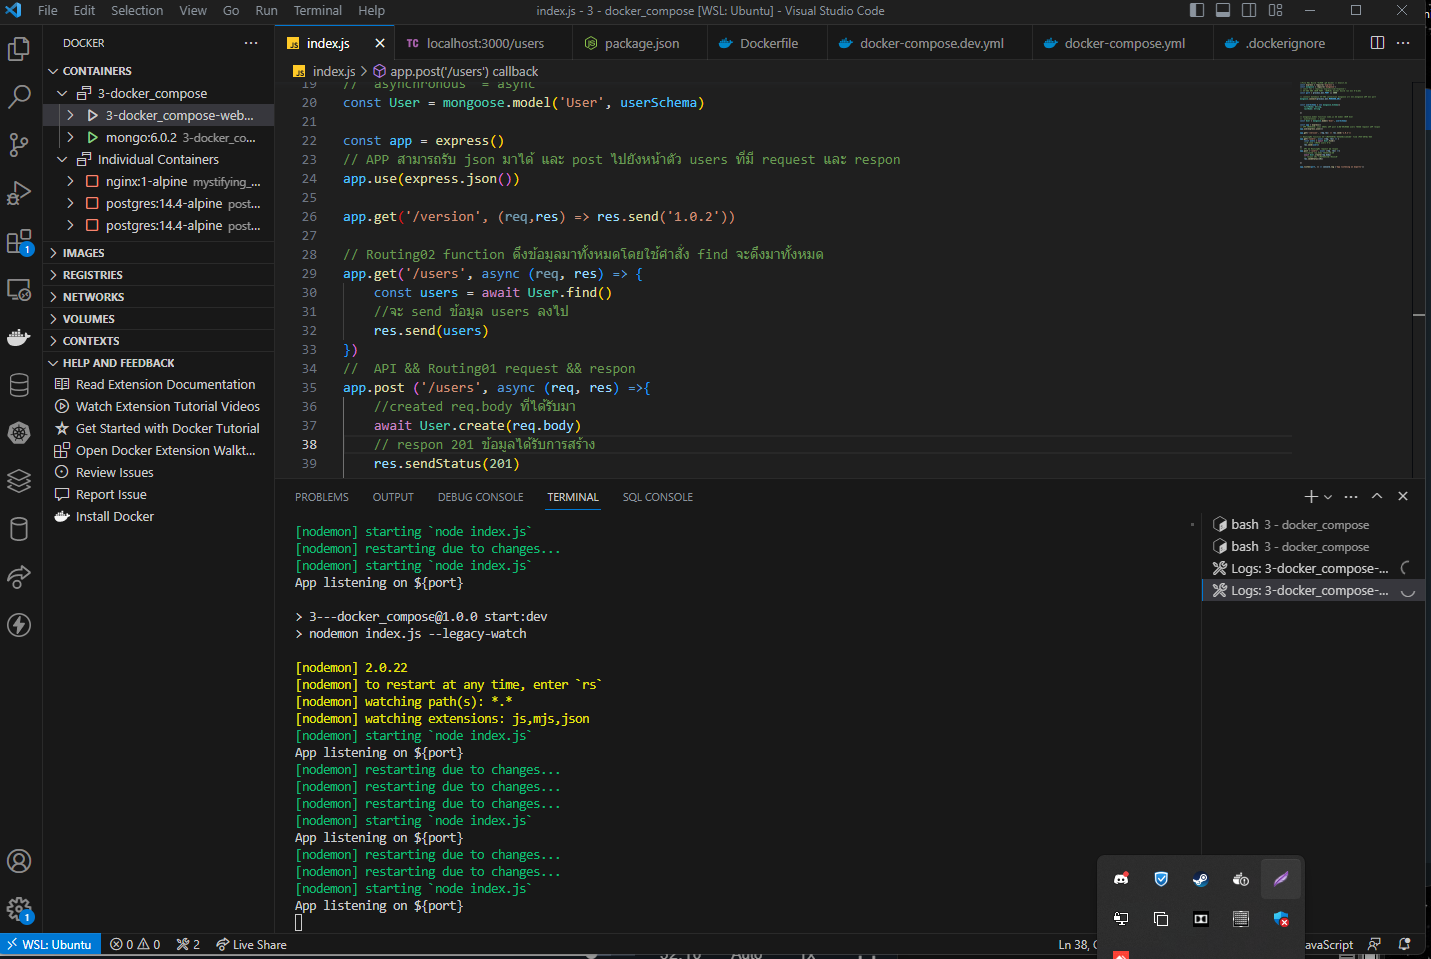 File Edit Selection View Go Run Terminal Help
index.js - 3 - docker_compose [WSL: Ubuntu] - Visual Studio Code
DOCKER
CONTAINERS
3-docker_compose
3-docker_compose-web...
mongo:6.0.2 3-docker_co...
Individual Containers
nginx:1-alpine mystifying_...
postgres:14.4-alpine post...
postgres:14.4-alpine post...
IMAGES
REGISTRIES
NETWORKS
VOLUMES
CONTEXTS
HELP AND FEEDBACK
Read Extension Documentation
Watch Extension Tutorial Videos
Get Started with Docker Tutorial
Open Docker Extension Walkt...
Review Issues
Report Issue
Install Docker
JS index.js
TC localhost:3000/users
package.json
Dockerfile
docker-compose.dev.yml
docker-compose.yml
.dockerignore
JS index.js > app.post('/users') callback
19 // asynchronous = async
20 const User = mongoose.model('User', userSchema)
21
22 const app = express()
23 // APP สามารถรับ json มาได้ และ post ไปยังหน้าตัว users ที่มี request และ respon
24 app.use(express.json())
25
26 app.get('/version', (req,res) => res.send('1.0.2'))
27
28 // Routing02 function ดึงข้อมูลมาทั้งหมดโดยใช้คำสั่ง find จะดึงมาทั้งหมด
29 app.get('/users', async (req, res) => {
30 const users = await User.find()
31 //จะ send ข้อมูล users ลงไป
32 res.send(users)
33 })
34 // API && Routing01 request && respon
35 app.post ('/users', async (req, res) =>{
36 //created req.body ที่ได้รับมา
37 await User.create(req.body)
38 // respon 201 ข้อมูลได้รับการสร้าง
39 res.sendStatus(201)
PROBLEMS OUTPUT DEBUG CONSOLE TERMINAL SQL CONSOLE
[nodemon] starting `node index.js`
[nodemon] restarting due to changes...
[nodemon] starting `node index.js`
App listening on ${port}
> 3---docker_compose@1.0.0 start:dev
> nodemon index.js --legacy-watch
[nodemon] 2.0.22
[nodemon] to restart at any time, enter `rs`
[nodemon] watching path(s): *.*
[nodemon] watching extensions: js,mjs,json
[nodemon] starting `node index.js`
App listening on ${port}
[nodemon] restarting due to changes...
[nodemon] restarting due to changes...
[nodemon] restarting due to changes...
[nodemon] starting `node index.js`
App listening on ${port}
[nodemon] restarting due to changes...
[nodemon] restarting due to changes...
[nodemon] starting `node index.js`
App listening on ${port}
bash 3 - docker_compose
bash 3 - docker_compose
Logs: 3-docker_compose-...
Logs: 3-docker_compose-...
1
1
WSL: Ubuntu 0 0 2 Live Share
Ln 38,
avaScript